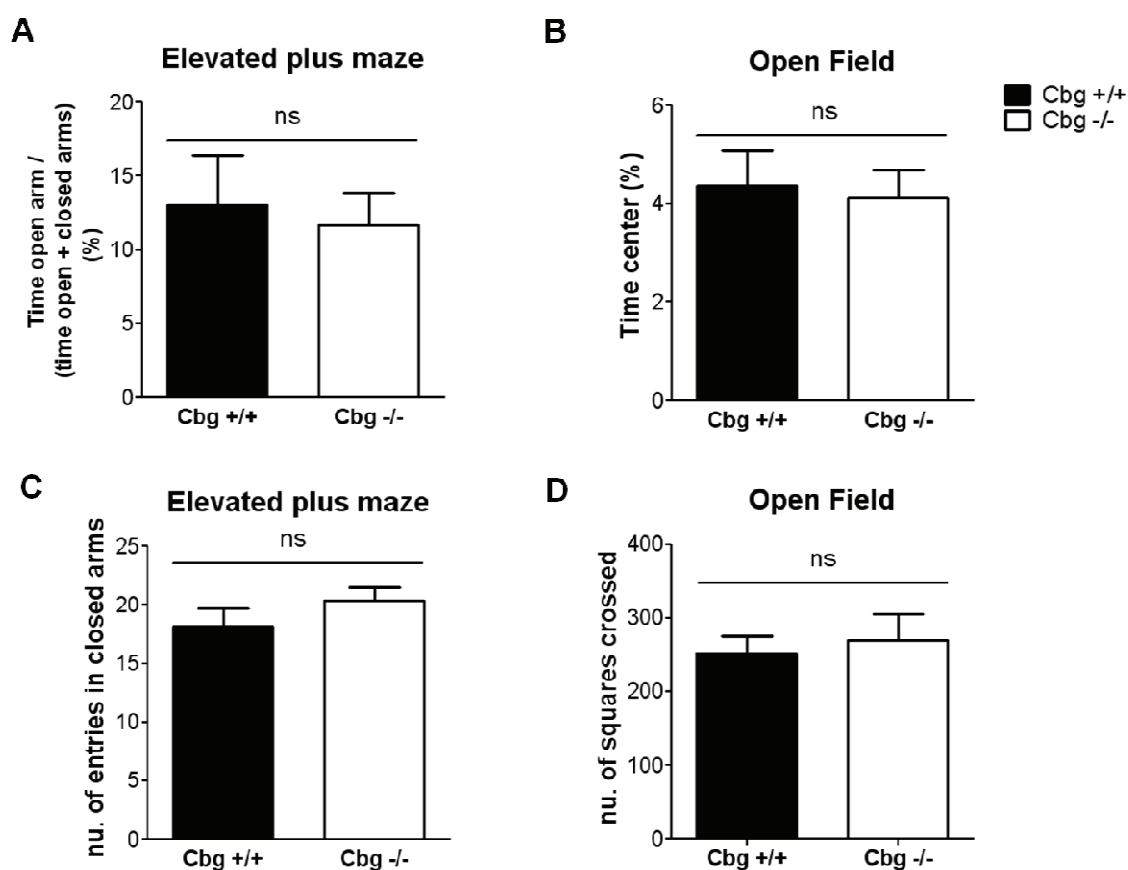 A
Elevated plus maze
Time open arm /
(time open + closed arms)
(%)
20
15
10
5
0
ns
Cbg +/+
Cbg -/-
B
Open Field
Time center (%)
6
4
2
0
ns
Cbg +/+
Cbg -/-
Cbg +/+
Cbg -/-
C
Elevated plus maze
nu. of entries in closed arms
25
20
15
10
5
0
ns
Cbg +/+
Cbg -/-
D
Open Field
nu. of squares crossed
400
300
200
100
0
ns
Cbg +/+
Cbg -/-